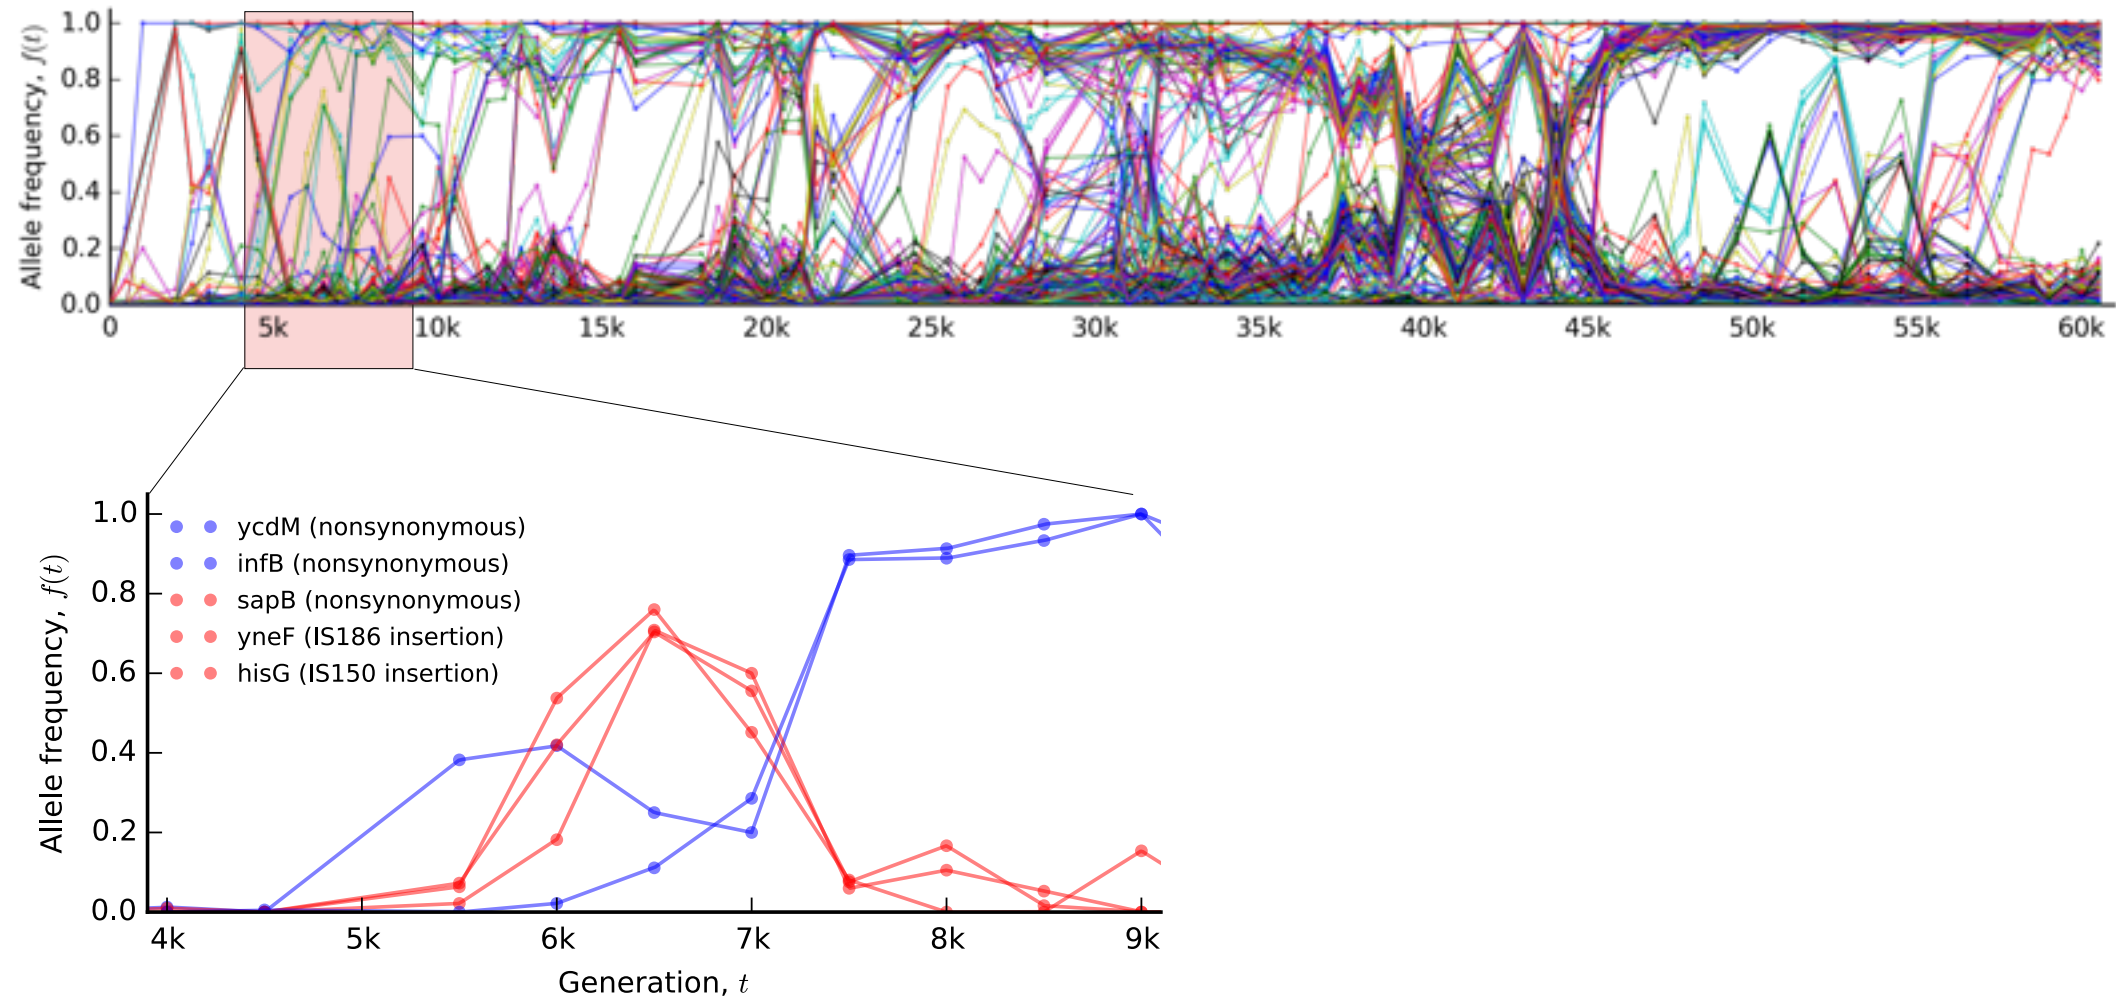 Allele frequency, f(t)
1.0
0.8
0.6
0.4
0.2
0.0
0 5k 10k 15k 20k 25k 30k 35k 40k 45k 50k 55k 60k
Allele frequency, f(t)
1.0
0.8
0.6
0.4
0.2
0.0
ycdM (nonsynonymous)
infB (nonsynonymous)
sapB (nonsynonymous)
yneF (IS186 insertion)
hisG (IS150 insertion)
4k 5k 6k 7k 8k 9k
Generation, t